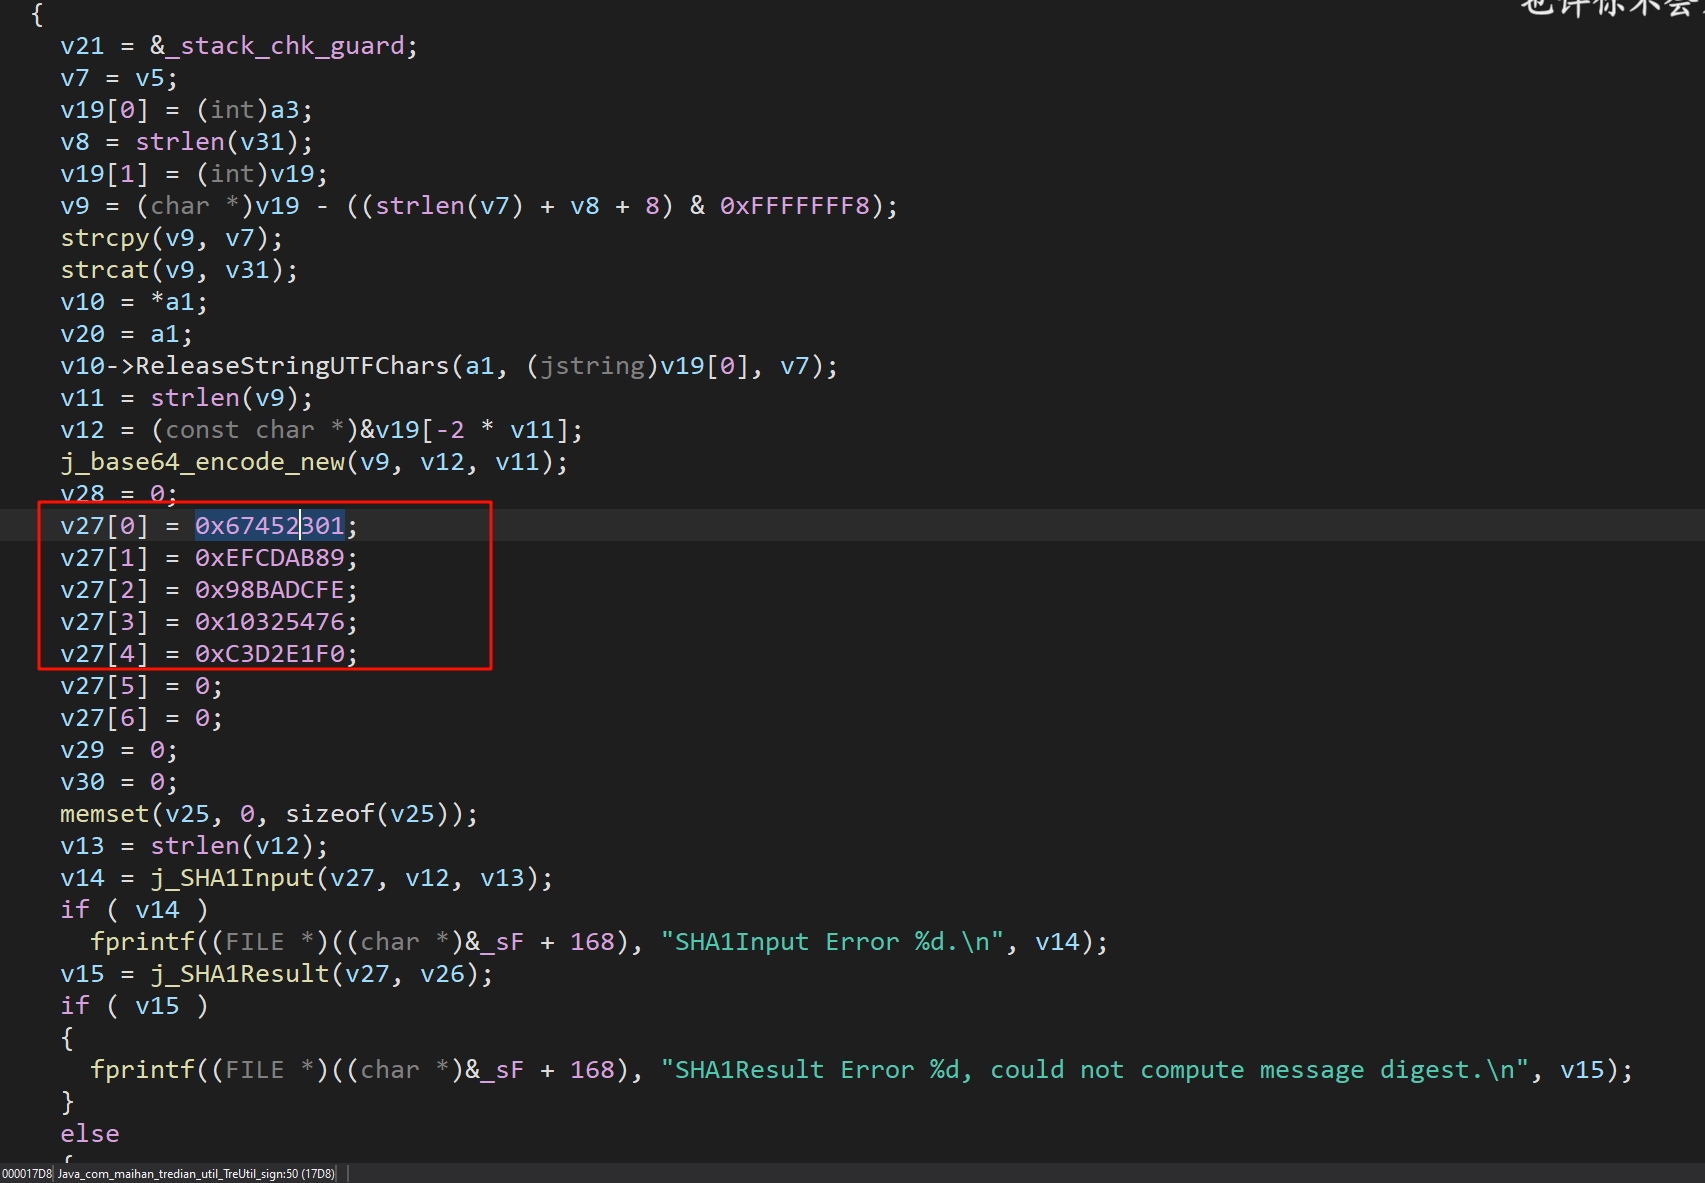 {
也许你不会
v21 = &_stack_chk_guard;
v7 = v5;
v19[0] = (int)a3;
v8 = strlen(v31);
v19[1] = (int)v19;
v9 = (char *)v19 - ((strlen(v7) + v8 + 8) & 0xFFFFFFF8);
strcpy(v9, v7);
strcat(v9, v31);
v10 = *a1;
v20 = a1;
v10->ReleaseStringUTFChars(a1, (jstring)v19[0], v7);
v11 = strlen(v9);
v12 = (const char *)&v19[-2 * v11];
j_base64_encode_new(v9, v12, v11);
v28 = 0;
v27[0] = 0x67452301;
v27[1] = 0xEFCDAB89;
v27[2] = 0x98BADCFE;
v27[3] = 0x10325476;
v27[4] = 0xC3D2E1F0;
v27[5] = 0;
v27[6] = 0;
v29 = 0;
v30 = 0;
memset(v25, 0, sizeof(v25));
v13 = strlen(v12);
v14 = j_SHA1Input(v27, v12, v13);
if ( v14 )
fprintf((FILE *)((char *)&_sF + 168), "SHA1Input Error %d.\n", v14);
v15 = j_SHA1Result(v27, v26);
if ( v15 )
{
fprintf((FILE *)((char *)&_sF + 168), "SHA1Result Error %d, could not compute message digest.\n", v15);
}
else
{
000017D8 Java_com_maihan_tredian_util_TreUtil_sign:50 (17D8)